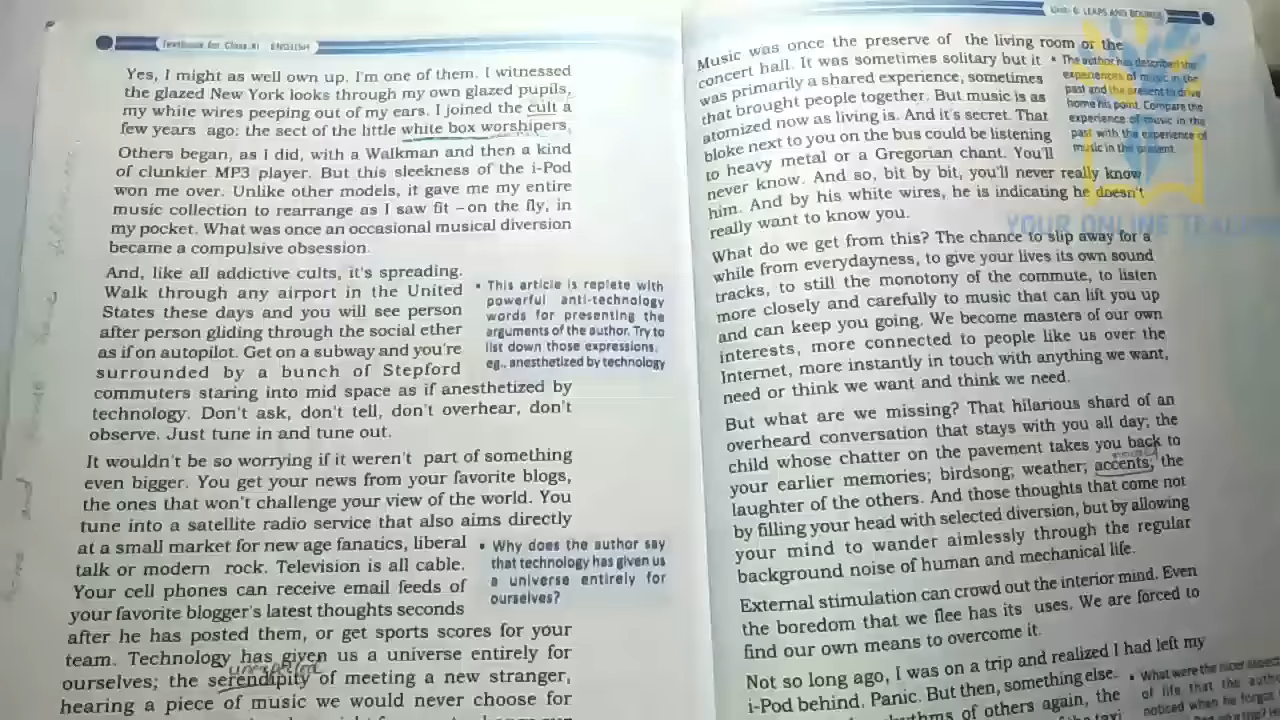 Textbook for Class XI ENGLISH
Yes, I might as well own up. I'm one of them. I witnessed
the glazed New York looks through my own glazed pupils,
my white wires peeping out of my ears. I joined the cult a
few years ago: the sect of the little white box worshipers.
Others began, as I did, with a Walkman and then a kind
of clunkier MP3 player. But this sleekness of the i-Pod
won me over. Unlike other models, it gave me my entire
music collection to rearrange as I saw fit – on the fly, in
my pocket. What was once an occasional musical diversion
became a compulsive obsession.
And, like all addictive cults, it's spreading.
Walk through any airport in the United
States these days and you will see person
after person gliding through the social ether
as if on autopilot. Get on a subway and you're
surrounded by a bunch of Stepford
commuters staring into mid space as if anesthetized by
technology. Don't ask, don't tell, don't overhear, don't
observe. Just tune in and tune out.
• This article is replete with
powerful anti-technology
words for presenting the
arguments of the author. Try to
list down those expressions.
eg., anesthetized by technology
It wouldn't be so worrying if it weren't part of something
even bigger. You get your news from your favorite blogs,
the ones that won't challenge your view of the world. You
tune into a satellite radio service that also aims directly
at a small market for new age fanatics, liberal
talk or modern rock. Television is all cable.
Your cell phones can receive email feeds of
your favorite blogger's latest thoughts seconds
after he has posted them, or get sports scores for your
team. Technology has given us a universe entirely for
ourselves; the serendipity of meeting a new stranger,
hearing a piece of music we would never choose for
• Why does the author say
that technology has given us
a universe entirely for
ourselves?
Unit- 6: LEAPS AND BOUNDS
Music was once the preserve of the living room or the
concert hall. It was sometimes solitary but it
was primarily a shared experience, sometimes
that brought people together. But music is as
atomized now as living is. And it's secret. That
bloke next to you on the bus could be listening
to heavy metal or a Gregorian chant. You'll
never know. And so, bit by bit, you'll never really know
him. And by his white wires, he is indicating he doesn't
really want to know you.
• The author has described the
experiences of music in the
past and the present to drive
home his point. Compare the
experience of music in the
past with the experience of
music in the present.
YOUR ONLINE
What do we get from this? The chance to slip away for a
while from everydayness, to give your lives its own sound
tracks, to still the monotony of the commute, to listen
more closely and carefully to music that can lift you up
and can keep you going. We become masters of our own
interests, more connected to people like us over the
Internet, more instantly in touch with anything we want,
need or think we want and think we need.
But what are we missing? That hilarious shard of an
overheard conversation that stays with you all day; the
child whose chatter on the pavement takes you back to
your earlier memories; birdsong; weather; accents; the
laughter of the others. And those thoughts that come not
by filling your head with selected diversion, but by allowing
your mind to wander aimlessly through the regular
background noise of human and mechanical life.
External stimulation can crowd out the interior mind. Even
the boredom that we flee has its uses. We are forced to
find our own means to overcome it.
Not so long ago, I was on a trip and realized I had left my
i-Pod behind. Panic. But then, something else.
rhythms of others again, the
• What were the nicer aspects
of life that the author
noticed when he forgot